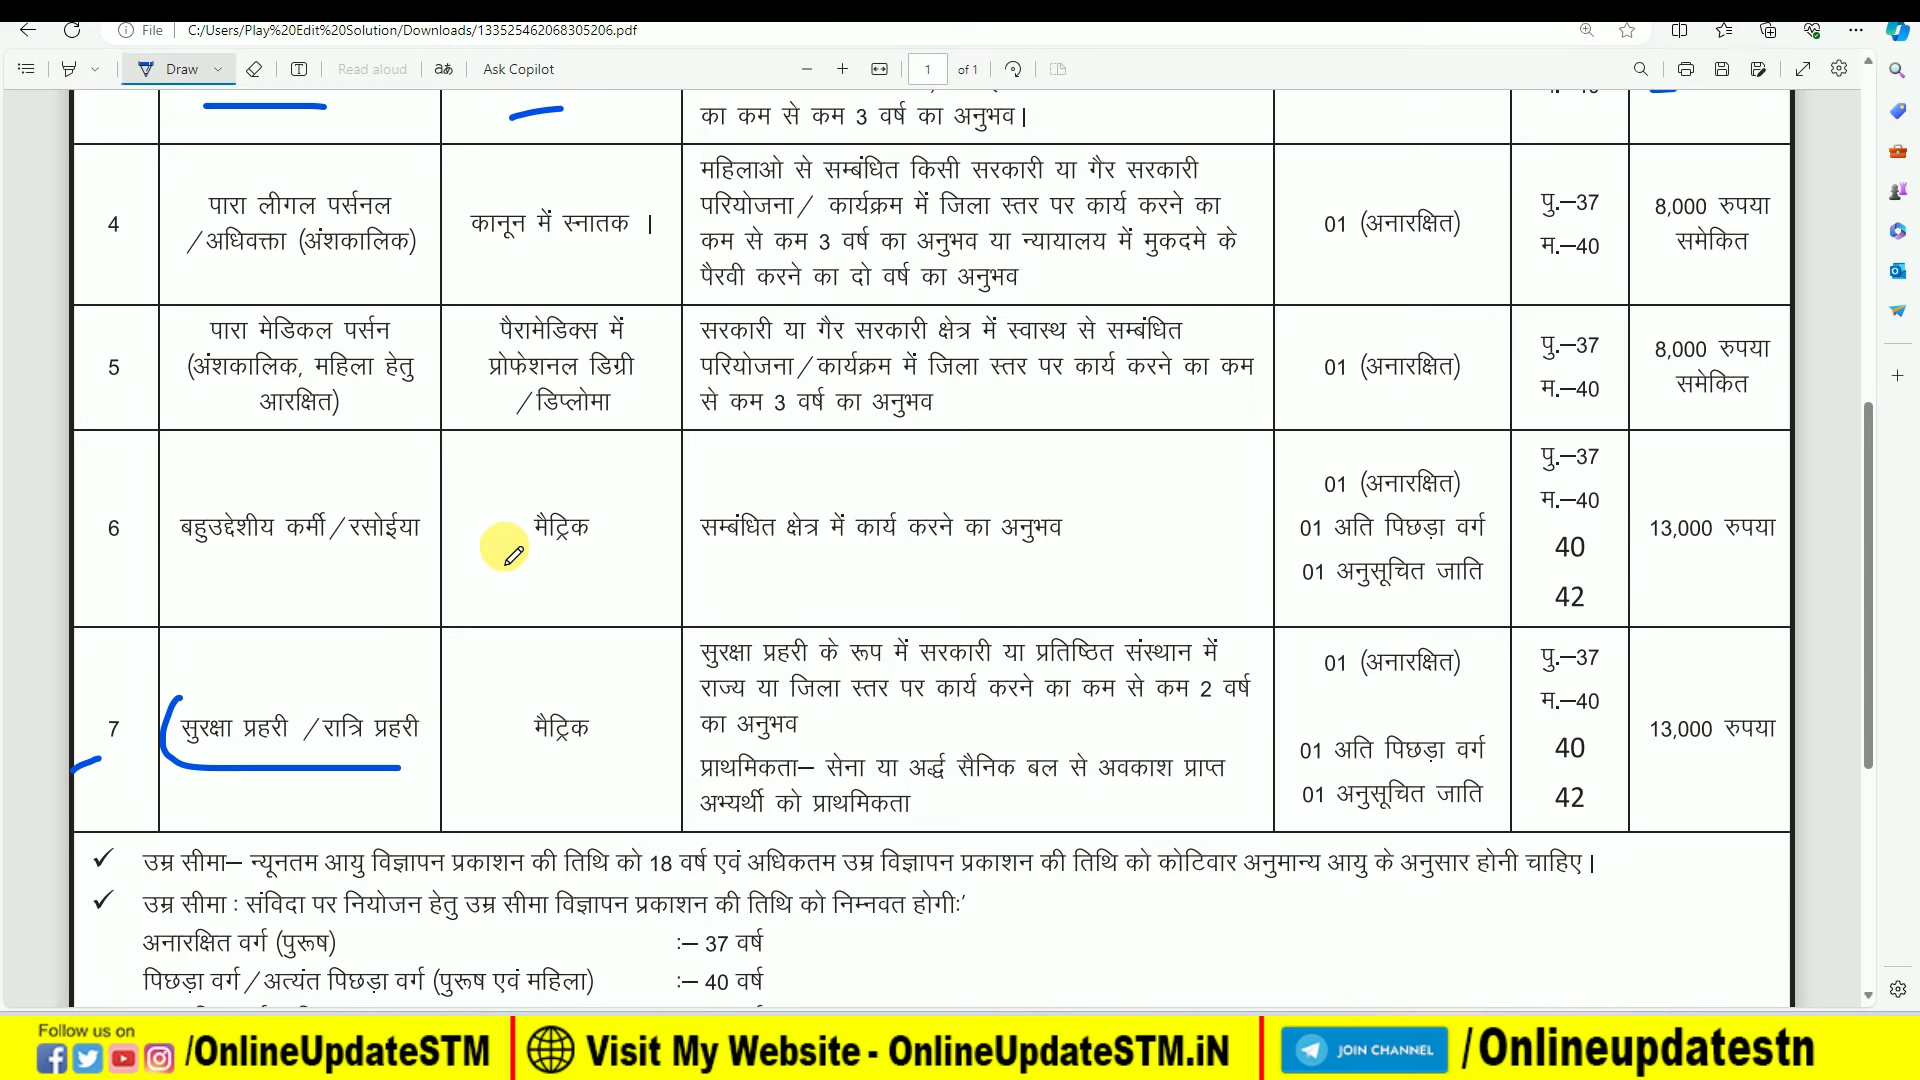 File
C:/Users/Play%20Edit%20Solution/Downloads/133525462068305206.pdf
Draw
Read aloud
Ask Copilot
1
of 1
का कम से कम 3 वर्ष का अनुभव।
4
पारा लीगल पर्सनल
/अधिवक्ता (अंशकालिक)
कानून में स्नातक ।
महिलाओ से सम्बंधित किसी सरकारी या गैर सरकारी
परियोजना/ कार्यक्रम में जिला स्तर पर कार्य करने का
कम से कम 3 वर्ष का अनुभव या न्यायालय में मुकदमे के
पैरवी करने का दो वर्ष का अनुभव
01 (अनारक्षित)
पु.–37
म.–40
8,000 रुपया
समेकित
5
पारा मेडिकल पर्सन
(अंशकालिक, महिला हेतु
आरक्षित)
पैरामेडिक्स में
प्रोफेशनल डिग्री
/डिप्लोमा
सरकारी या गैर सरकारी क्षेत्र में स्वास्थ से सम्बंधित
परियोजना/कार्यक्रम में जिला स्तर पर कार्य करने का कम
से कम 3 वर्ष का अनुभव
01 (अनारक्षित)
पु.–37
म.–40
8,000 रुपया
समेकित
6
बहुउद्देशीय कर्मी/रसोईया
मैट्रिक
सम्बंधित क्षेत्र में कार्य करने का अनुभव
01 (अनारक्षित)
01 अति पिछड़ा वर्ग
01 अनुसूचित जाति
पु.–37
म.–40
40
42
13,000 रुपया
7
सुरक्षा प्रहरी /रात्रि प्रहरी
मैट्रिक
सुरक्षा प्रहरी के रूप में सरकारी या प्रतिष्ठित संस्थान में
राज्य या जिला स्तर पर कार्य करने का कम से कम 2 वर्ष
का अनुभव
प्राथमिकता– सेना या अर्द्ध सैनिक बल से अवकाश प्राप्त
अभ्यर्थी को प्राथमिकता
01 (अनारक्षित)
01 अति पिछड़ा वर्ग
01 अनुसूचित जाति
पु.–37
म.–40
40
42
13,000 रुपया
✓ उम्र सीमा– न्यूनतम आयु विज्ञापन प्रकाशन की तिथि को 18 वर्ष एवं अधिकतम उम्र विज्ञापन प्रकाशन की तिथि को कोटिवार अनुमान्य आयु के अनुसार होनी चाहिए।
✓ उम्र सीमा : संविदा पर नियोजन हेतु उम्र सीमा विज्ञापन प्रकाशन की तिथि को निम्नवत होगी:’
अनारक्षित वर्ग (पुरूष) :– 37 वर्ष
पिछड़ा वर्ग/अत्यंत पिछड़ा वर्ग (पुरूष एवं महिला) :– 40 वर्ष
Follow us on
/OnlineUpdateSTM
Visit My Website - OnlineUpdateSTM.iN
JOIN CHANNEL
/Onlineupdatestn